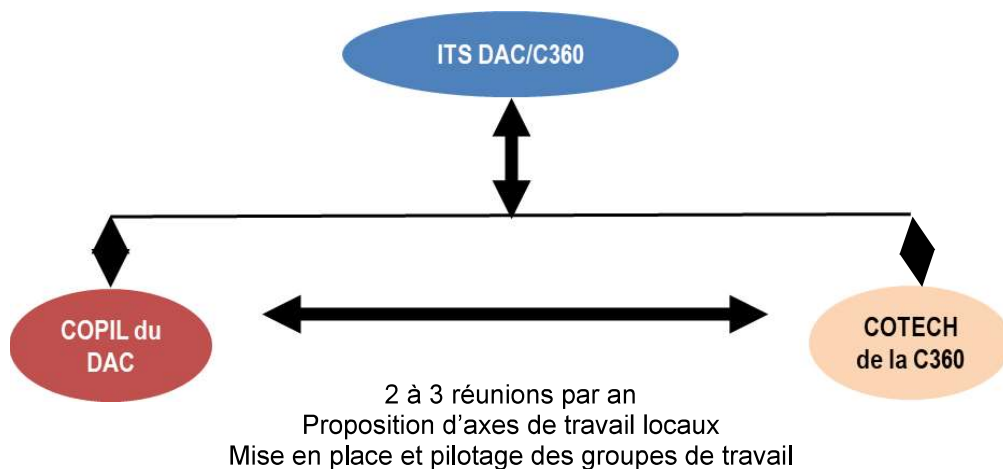 ITS DAC/C360
COPIL du
DAC
COTECH
de la C360
2 à 3 réunions par an
Proposition d’axes de travail locaux
Mise en place et pilotage des groupes de travail